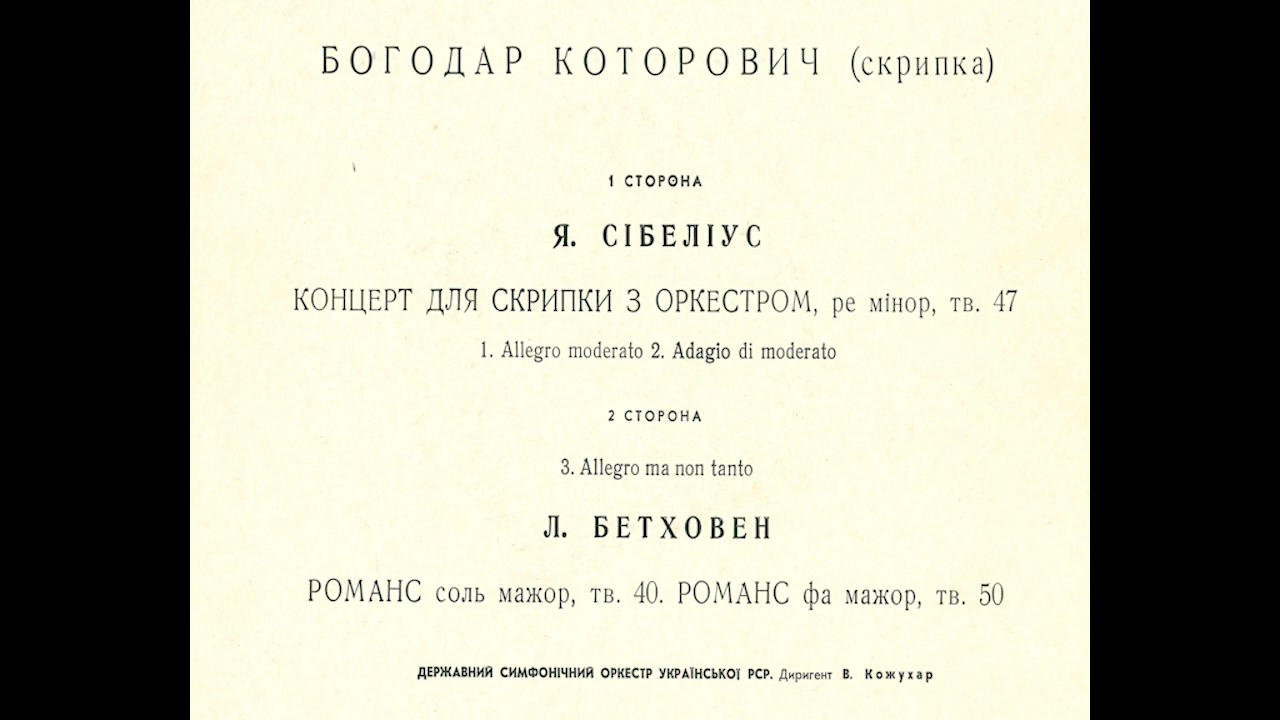 БОГОДАР КОТОРОВИЧ (скрипка)
1 СТОРОНА
Я. СІБЕЛІУС
КОНЦЕРТ ДЛЯ СКРИПКИ З ОРКЕСТРОМ, ре мінор, тв. 47
1. Allegro moderato 2. Adagio di moderato
2 СТОРОНА
3. Allegro ma non tanto
Л. БЕТХОВЕН
РОМАНС соль мажор, тв. 40. РОМАНС фа мажор, тв. 50
ДЕРЖАВНИЙ СИМФОНІЧНИЙ ОРКЕСТР УКРАЇНСЬКОЇ РСР. Диригент В. Кожухар